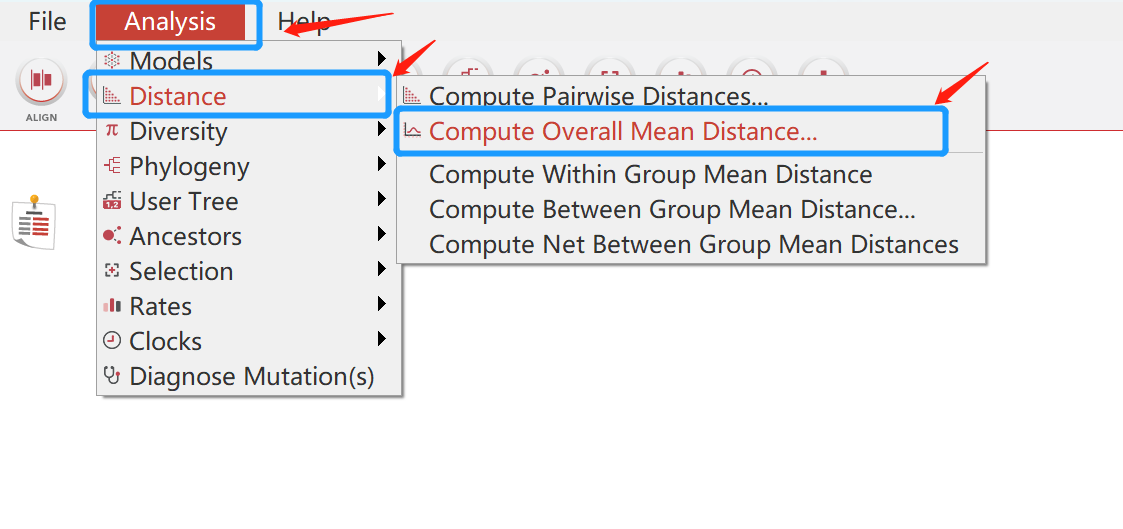 File Analysis Help
ALIGN
Models
Distance
Diversity
Phylogeny
User Tree
Ancestors
Selection
Rates
Clocks
Diagnose Mutation(s)
Compute Pairwise Distances...
Compute Overall Mean Distance...
Compute Within Group Mean Distance
Compute Between Group Mean Distance...
Compute Net Between Group Mean Distances